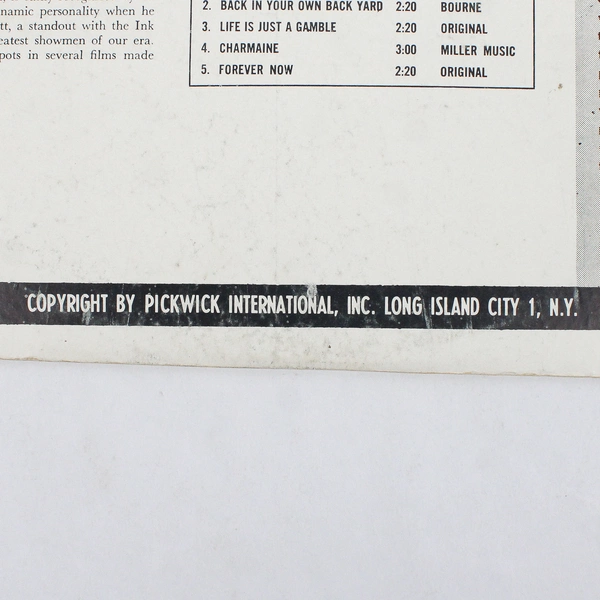 namic personality when he
tt, a standout with the Ink
eatest showmen of our era.
pots in several films made
2. BACK IN YOUR OWN BACK YARD 2:20 BOURNE
3. LIFE IS JUST A GAMBLE 2:20 ORIGINAL
4. CHARMAINE 3:00 MILLER MUSIC
5. FOREVER NOW 2:20 ORIGINAL
COPYRIGHT BY PICKWICK INTERNATIONAL, INC. LONG ISLAND CITY 1, N.Y.